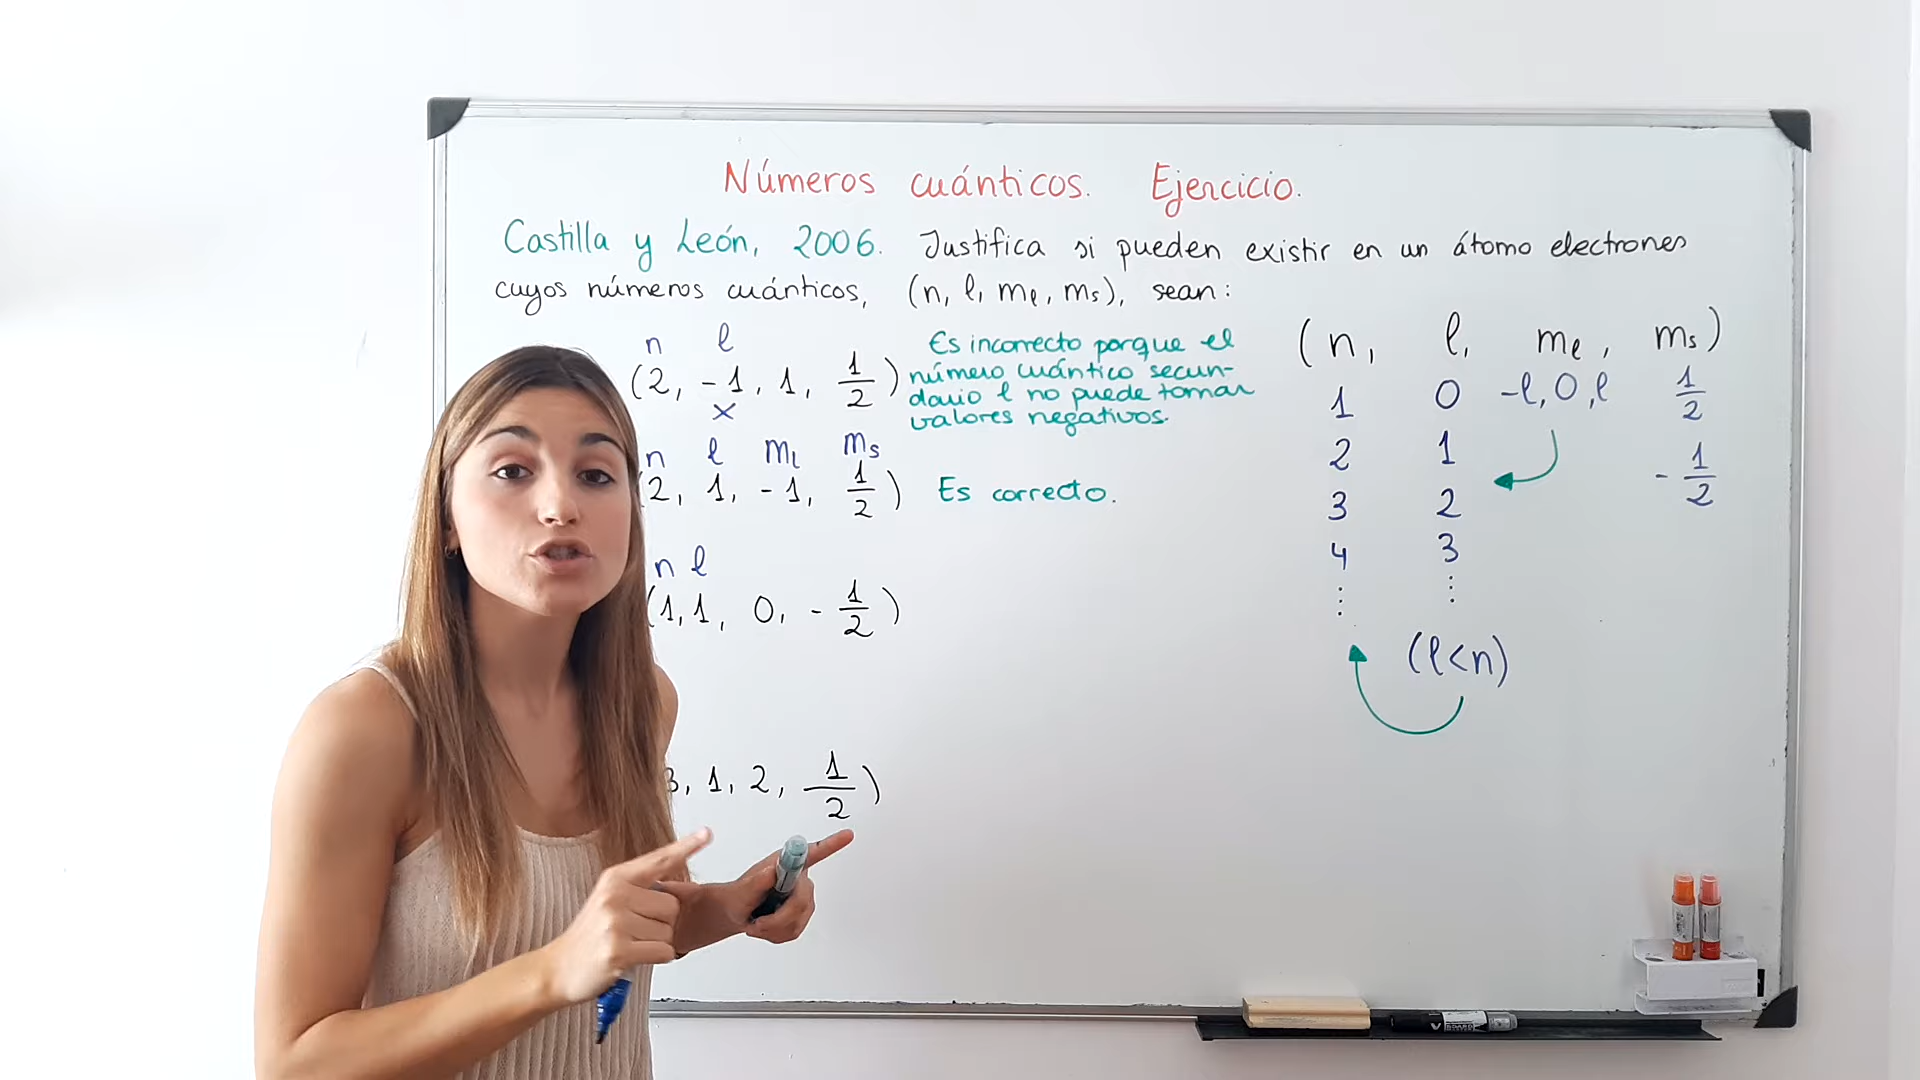 Números cuánticos. Ejercicio.
Castilla y León, 2006. Justifica si pueden existir en un átomo electrones
cuyos números cuánticos, (n, l, mₗ, mₛ), sean:
n l
(2, -1, 1, 1/2)
x
Es incorrecto porque el
número cuántico secun-
dario l no puede tomar
valores negativos.
n l mₗ mₛ
(2, 1, -1, 1/2) Es correcto.
n l
(1, 1, 0, -1/2)
3, 1, 2, 1/2)
(n, l, mₗ, mₛ)
1 0 -l, 0, l 1/2
2 1 -1/2
3 2
4 3
⋮ ⋮
(l<n)